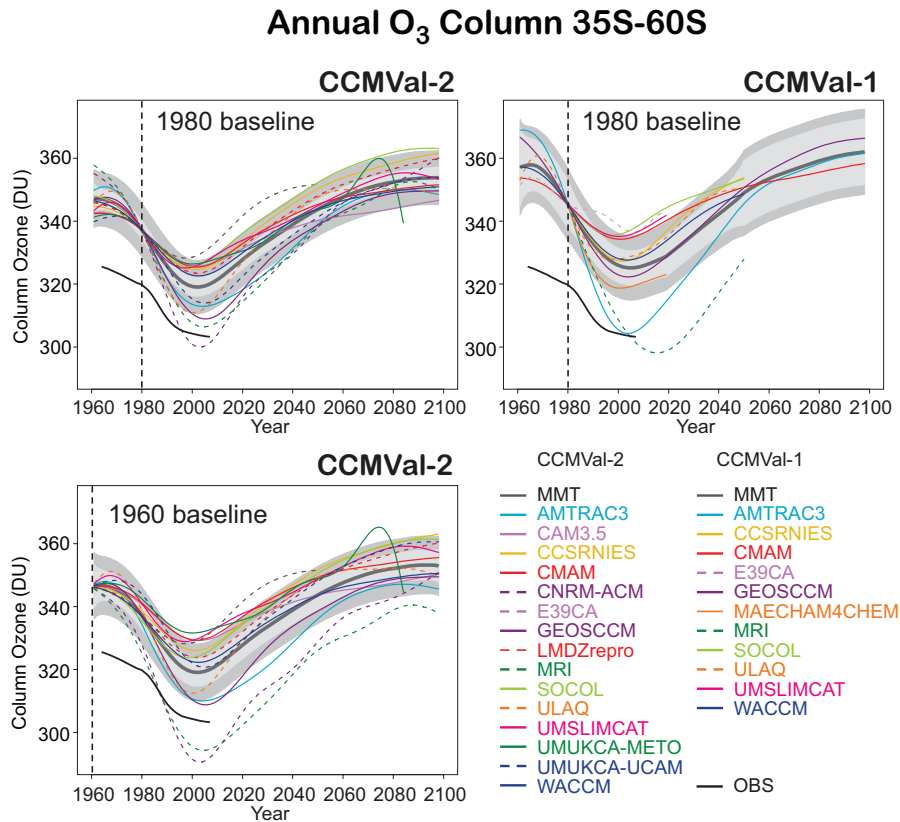 Annual O3 Column 35S-60S
CCMVal-2
CCMVal-1
1980 baseline
1980 baseline
Column Ozone (DU)
360
340
320
300
360
340
320
300
1960 1980 2000 2020 2040 2060 2080 2100
1960 1980 2000 2020 2040 2060 2080 2100
Year
Year
CCMVal-2
1960 baseline
Column Ozone (DU)
360
340
320
300
1960 1980 2000 2020 2040 2060 2080 2100
Year
CCMVal-2
MMT
AMTRAC3
CAM3.5
CCSRNIES
CMAM
CNRM-ACM
E39CA
GEOSCCM
LMDZrepro
MRI
SOCOL
ULAQ
UMSLIMCAT
UMUKCA-METO
UMUKCA-UCAM
WACCM
CCMVal-1
MMT
AMTRAC3
CCSRNIES
CMAM
E39CA
GEOSCCM
MAECHAM4CHEM
MRI
SOCOL
ULAQ
UMSLIMCAT
WACCM
OBS